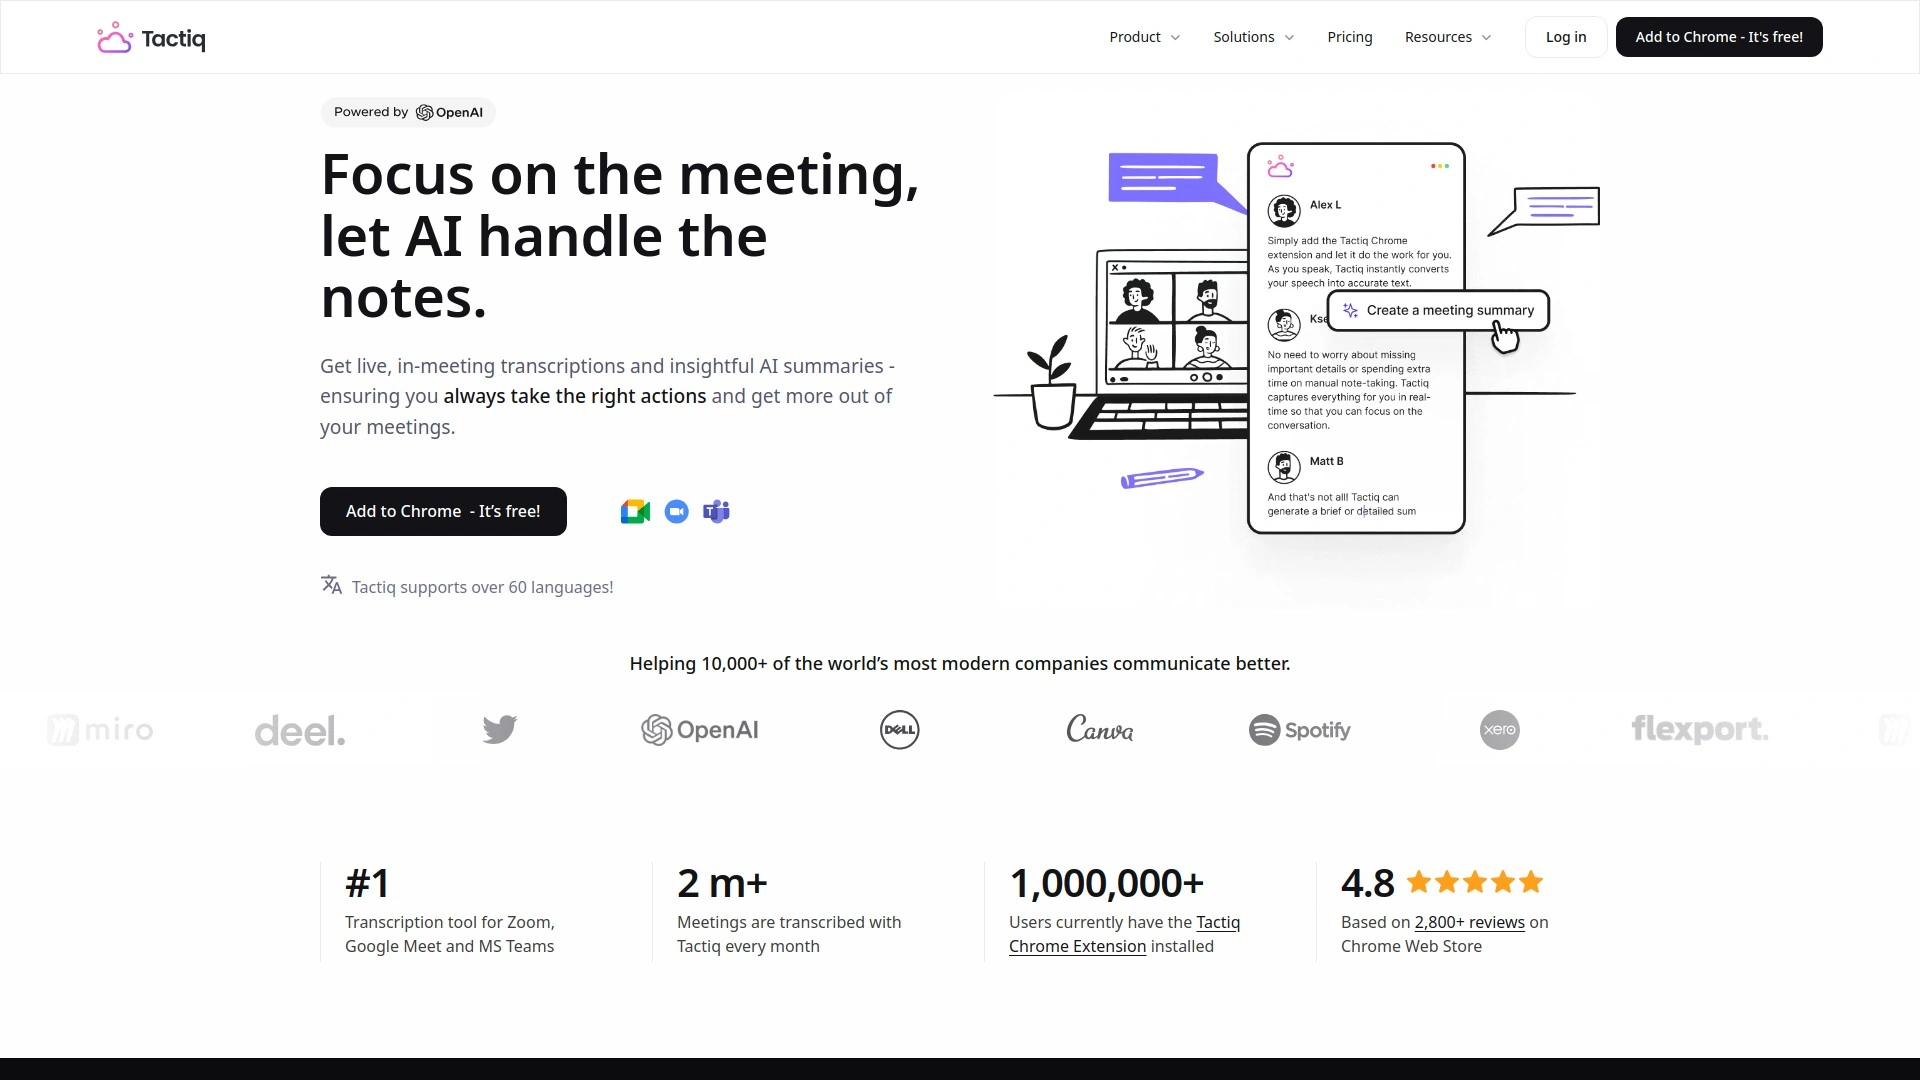 Tactiq
Product
Solutions
Pricing
Resources
Log in
Add to Chrome - It's free!
Powered by OpenAI
Focus on the meeting,
let AI handle the
notes.
Get live, in-meeting transcriptions and insightful AI summaries -
ensuring you always take the right actions and get more out of
your meetings.
Add to Chrome - It’s free!
Tactiq supports over 60 languages!
Alex L
Simply add the Tactiq Chrome
extension and let it do the work for you.
As you speak, Tactiq instantly converts
your speech into accurate text.
Create a meeting summary
No need to worry about missing
important details or spending extra
time on manual note-taking. Tactiq
captures everything for you in real-
time so that you can focus on the
conversation.
Matt B
And that's not all! Tactiq can
generate a brief or detailed sum
Helping 10,000+ of the world’s most modern companies communicate better.
miro
deel.
OpenAI
DELL
Canva
Spotify
xero
flexport.
#1
Transcription tool for Zoom,
Google Meet and MS Teams
2 m+
Meetings are transcribed with
Tactiq every month
1,000,000+
Users currently have the Tactiq
Chrome Extension installed
4.8
Based on 2,800+ reviews on
Chrome Web Store